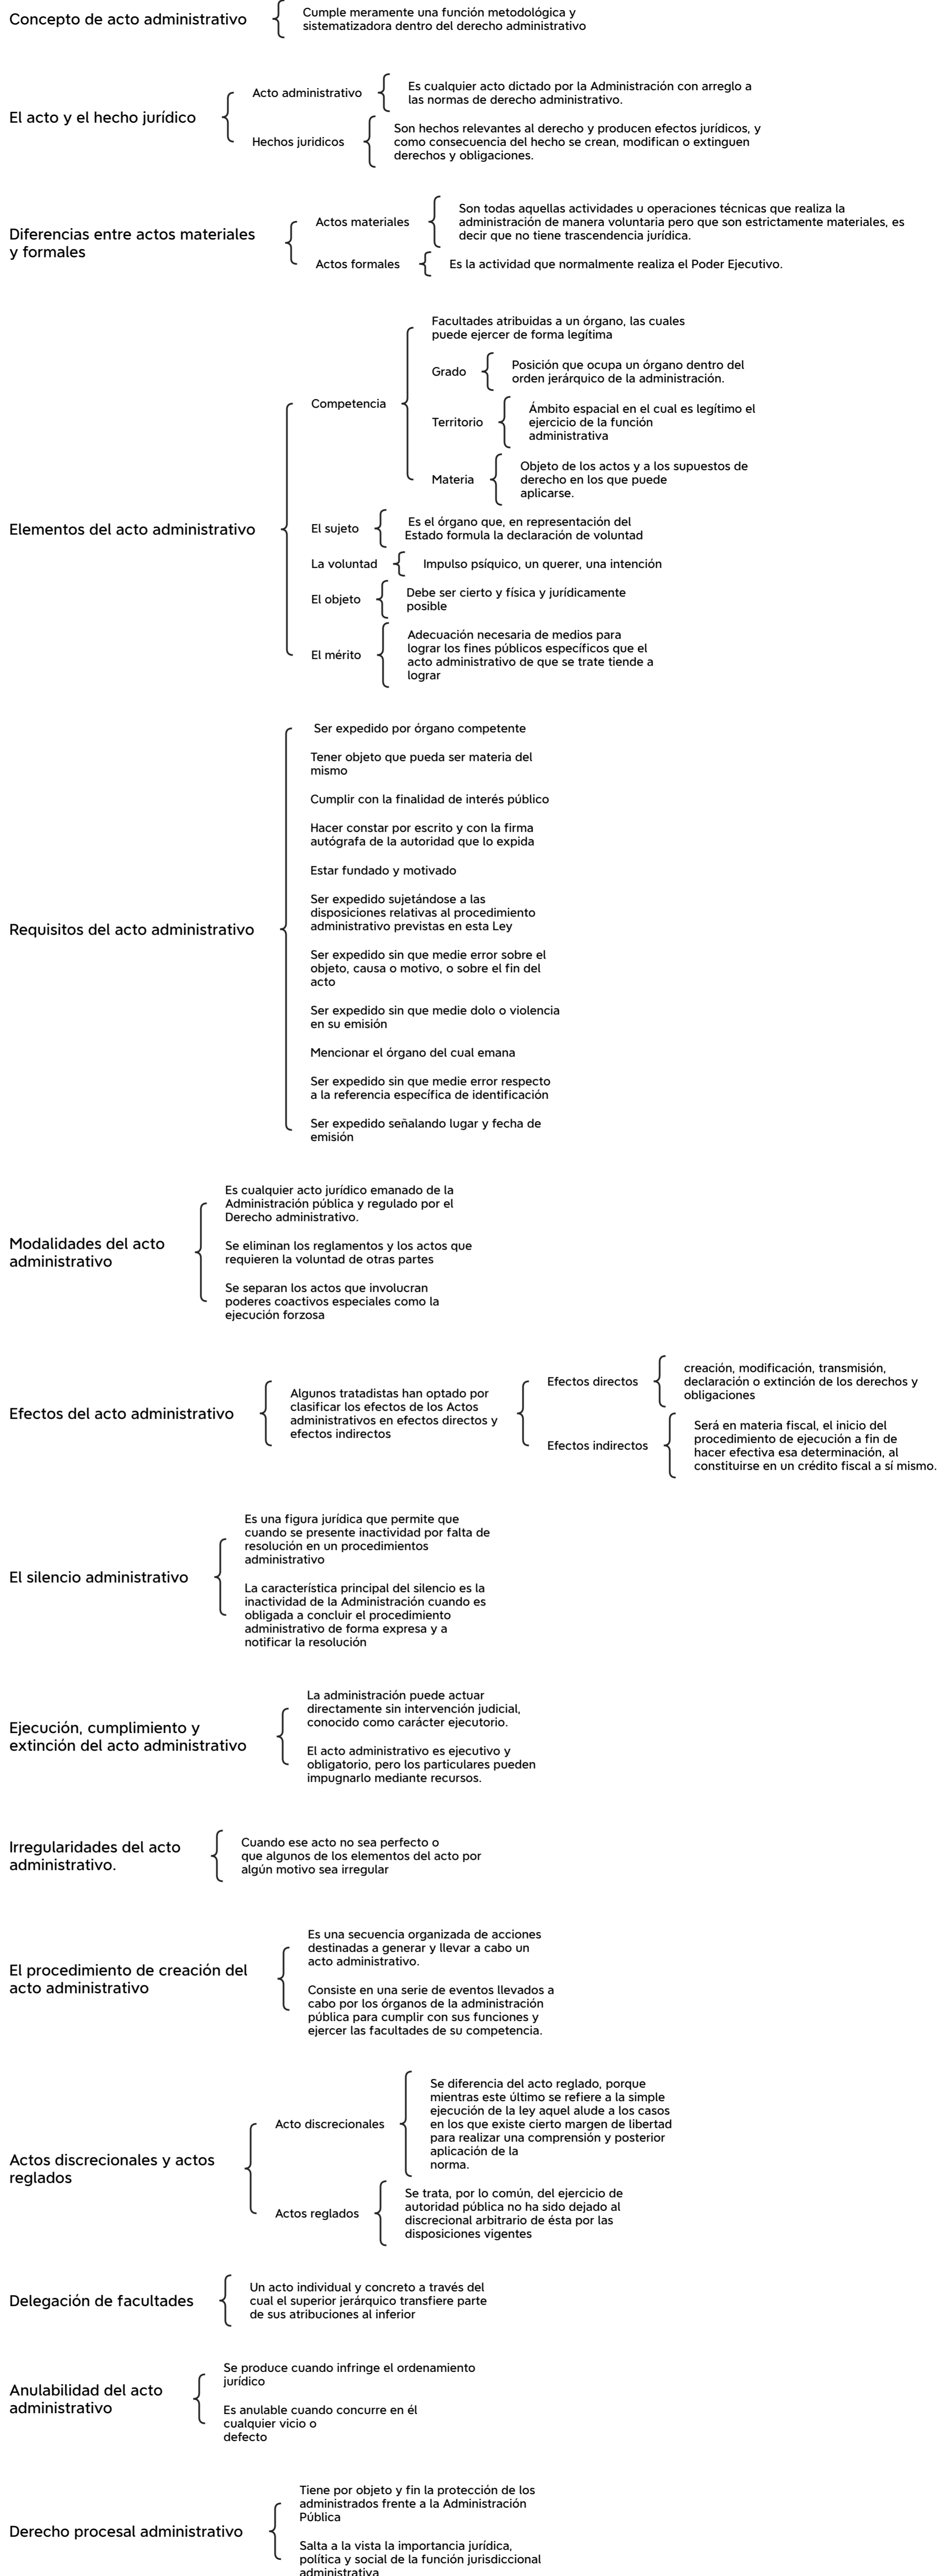 Concepto de acto administrativo
Cumple meramente una función metodológica y
sistematizadora dentro del derecho administrativo
El acto y el hecho jurídico
Acto administrativo
Es cualquier acto dictado por la Administración con arreglo a
las normas de derecho administrativo.
Hechos juridicos
Son hechos relevantes al derecho y producen efectos jurídicos, y
como consecuencia del hecho se crean, modifican o extinguen
derechos y obligaciones.
Diferencias entre actos materiales
y formales
Actos materiales
Son todas aquellas actividades u operaciones técnicas que realiza la
administración de manera voluntaria pero que son estrictamente materiales, es
decir que no tiene trascendencia jurídica.
Actos formales
Es la actividad que normalmente realiza el Poder Ejecutivo.
Elementos del acto administrativo
Competencia
Facultades atribuidas a un órgano, las cuales
puede ejercer de forma legítima
Grado
Posición que ocupa un órgano dentro del
orden jerárquico de la administración.
Territorio
Ámbito espacial en el cual es legítimo el
ejercicio de la función
administrativa
Materia
Objeto de los actos y a los supuestos de
derecho en los que puede
aplicarse.
El sujeto
Es el órgano que, en representación del
Estado formula la declaración de voluntad
La voluntad
Impulso psíquico, un querer, una intención
El objeto
Debe ser cierto y física y jurídicamente
posible
El mérito
Adecuación necesaria de medios para
lograr los fines públicos específicos que el
acto administrativo de que se trate tiende a
lograr
Requisitos del acto administrativo
Ser expedido por órgano competente
Tener objeto que pueda ser materia del
mismo
Cumplir con la finalidad de interés público
Hacer constar por escrito y con la firma
autógrafa de la autoridad que lo expida
Estar fundado y motivado
Ser expedido sujetándose a las
disposiciones relativas al procedimiento
administrativo previstas en esta Ley
Ser expedido sin que medie error sobre el
objeto, causa o motivo, o sobre el fin del
acto
Ser expedido sin que medie dolo o violencia
en su emisión
Mencionar el órgano del cual emana
Ser expedido sin que medie error respecto
a la referencia específica de identificación
Ser expedido señalando lugar y fecha de
emisión
Modalidades del acto
administrativo
Es cualquier acto jurídico emanado de la
Administración pública y regulado por el
Derecho administrativo.
Se eliminan los reglamentos y los actos que
requieren la voluntad de otras partes
Se separan los actos que involucran
poderes coactivos especiales como la
ejecución forzosa
Efectos del acto administrativo
Algunos tratadistas han optado por
clasificar los efectos de los Actos
administrativos en efectos directos y
efectos indirectos
Efectos directos
creación, modificación, transmisión,
declaración o extinción de los derechos y
obligaciones
Efectos indirectos
Será en materia fiscal, el inicio del
procedimiento de ejecución a fin de
hacer efectiva esa determinación, al
constituirse en un crédito fiscal a sí mismo.
El silencio administrativo
Es una figura jurídica que permite que
cuando se presente inactividad por falta de
resolución en un procedimientos
administrativo
La característica principal del silencio es la
inactividad de la Administración cuando es
obligada a concluir el procedimiento
administrativo de forma expresa y a
notificar la resolución
Ejecución, cumplimiento y
extinción del acto administrativo
La administración puede actuar
directamente sin intervención judicial,
conocido como carácter ejecutorio.
El acto administrativo es ejecutivo y
obligatorio, pero los particulares pueden
impugnarlo mediante recursos.
Irregularidades del acto
administrativo.
Cuando ese acto no sea perfecto o
que algunos de los elementos del acto por
algún motivo sea irregular
El procedimiento de creación del
acto administrativo
Es una secuencia organizada de acciones
destinadas a generar y llevar a cabo un
acto administrativo.
Consiste en una serie de eventos llevados a
cabo por los órganos de la administración
pública para cumplir con sus funciones y
ejercer las facultades de su competencia.
Actos discrecionales y actos
reglados
Acto discrecionales
Se diferencia del acto reglado, porque
mientras este último se refiere a la simple
ejecución de la ley aquel alude a los casos
en los que existe cierto margen de libertad
para realizar una comprensión y posterior
aplicación de la
norma.
Actos reglados
Se trata, por lo común, del ejercicio de
autoridad pública no ha sido dejado al
discrecional arbitrario de ésta por las
disposiciones vigentes
Delegación de facultades
Un acto individual y concreto a través del
cual el superior jerárquico transfiere parte
de sus atribuciones al inferior
Anulabilidad del acto
administrativo
Se produce cuando infringe el ordenamiento
jurídico
Es anulable cuando concurre en él
cualquier vicio o
defecto
Derecho procesal administrativo
Tiene por objeto y fin la protección de los
administrados frente a la Administración
Pública
Salta a la vista la importancia jurídica,
política y social de la función jurisdiccional
administrativa